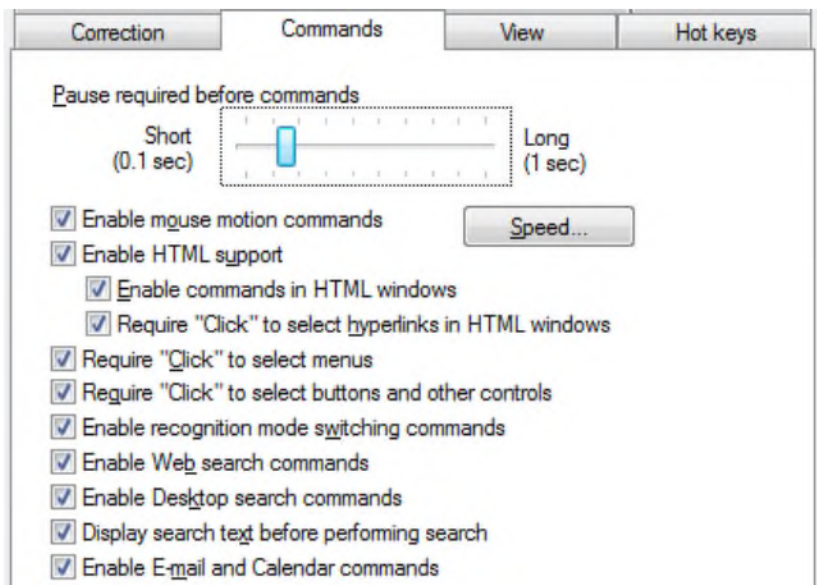 Correction Commands View Hot keys
Pause required before commands
Short
(0.1 sec)
Long
(1 sec)
Enable mouse motion commands
Speed...
Enable HTML support
Enable commands in HTML windows
Require "Click" to select hyperlinks in HTML windows
Require "Click" to select menus
Require "Click" to select buttons and other controls
Enable recognition mode switching commands
Enable Web search commands
Enable Desktop search commands
Display search text before performing search
Enable E-mail and Calendar commands